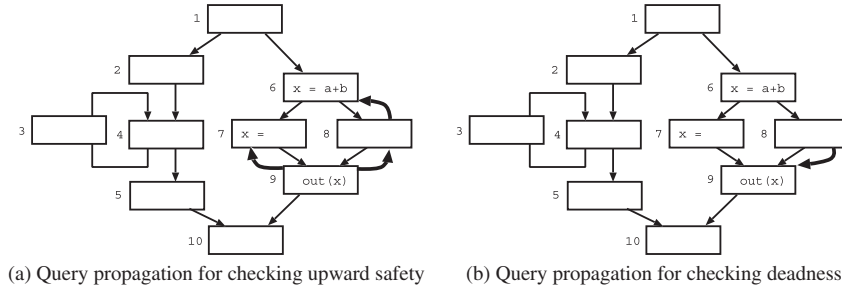 1
2
6 x = a+b
3
4
7 x =
8
9 out(x)
5
10
(a) Query propagation for checking upward safety
1
2
6 x = a+b
3
4
7 x =
8
9 out(x)
5
10
(b) Query propagation for checking deadness